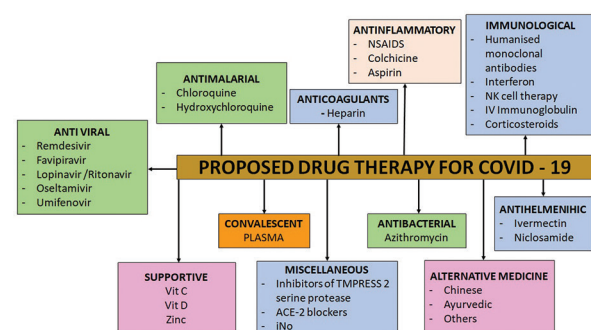 ANTIMALARIAL
- Chloroquine
- Hydroxychloroquine
ANTICOAGULANTS
- Heparin
ANTINFLAMMATORY
- NSAIDS
- Colchicine
- Aspirin
IMMUNOLOGICAL
- Humanised
monoclonal
antibodies
- Interferon
- NK cell therapy
- IV Immunoglobulin
- Corticosteroids
ANTI VIRAL
- Remdesivir
- Favipiravir
- Lopinavir /Ritonavir
- Oseltamivir
- Umifenovir
PROPOSED DRUG THERAPY FOR COVID - 19
SUPPORTIVE
Vit C
Vit D
Zinc
CONVALESCENT
PLASMA
MISCELLANEOUS
- Inhibitors of TMPRESS 2
serine protease
- ACE-2 blockers
- iNo
ANTIBACTERIAL
Azithromycin
ALTERNATIVE MEDICINE
- Chinese
- Ayurvedic
- Others
ANTIHELMENIHIC
- Ivermectin
- Niclosamide